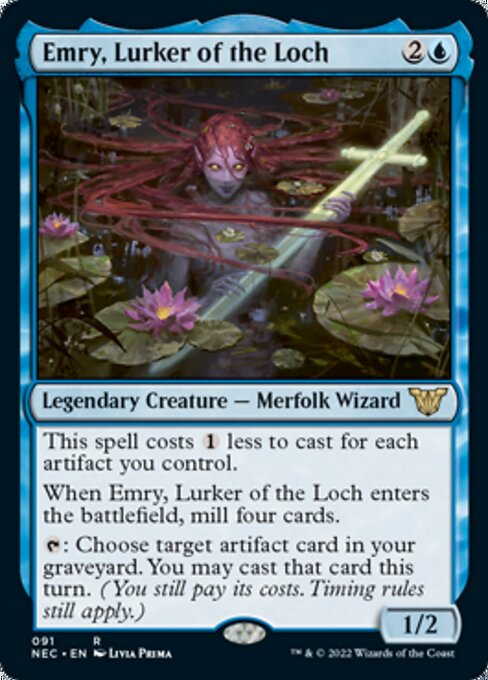 Emry, Lurker of the Loch 2
Legendary Creature — Merfolk Wizard
This spell costs 1 less to cast for each
artifact you control.
When Emry, Lurker of the Loch enters
the battlefield, mill four cards.
: Choose target artifact card in your
graveyard. You may cast that card this
turn. (You still pay its costs. Timing rules
still apply.)
1/2
091 R
NEC • EN LIVIA PRIMA
™ & © 2022 Wizards of the Coast